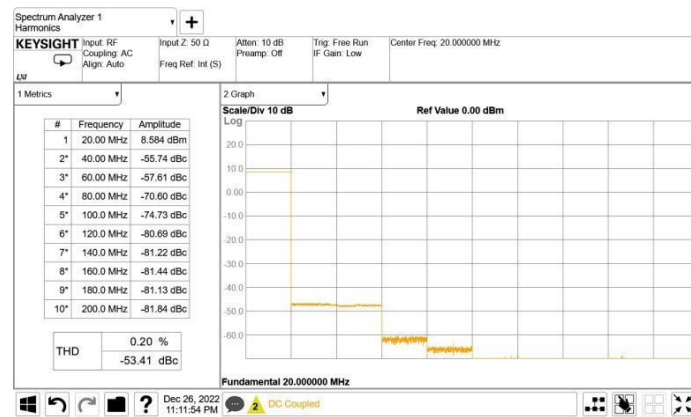 Spectrum Analyzer 1
Harmonics
+
KEYSIGHT
Input: RF
Coupling: AC
Align: Auto
Input Z: 50 Ω
Freq Ref: Int (S)
Atten: 10 dB
Preamp: Off
Trig: Free Run
IF Gain: Low
Center Freq: 20.000000 MHz
LXI
1 Metrics
# Frequency Amplitude
1 20.00 MHz 8.584 dBm
2* 40.00 MHz -55.74 dBc
3* 60.00 MHz -57.61 dBc
4* 80.00 MHz -70.60 dBc
5* 100.0 MHz -74.73 dBc
6* 120.0 MHz -80.69 dBc
7* 140.0 MHz -81.22 dBc
8* 160.0 MHz -81.44 dBc
9* 180.0 MHz -81.13 dBc
10* 200.0 MHz -81.84 dBc
THD
0.20 %
-53.41 dBc
2 Graph
Scale/Div 10 dB
Ref Value 0.00 dBm
Log
20.0
10.0
0.00
-10.0
-20.0
-30.0
-40.0
-50.0
-60.0
Fundamental 20.000000 MHz
?
Dec 26, 2022
11:11:54 PM
2
DC Coupled